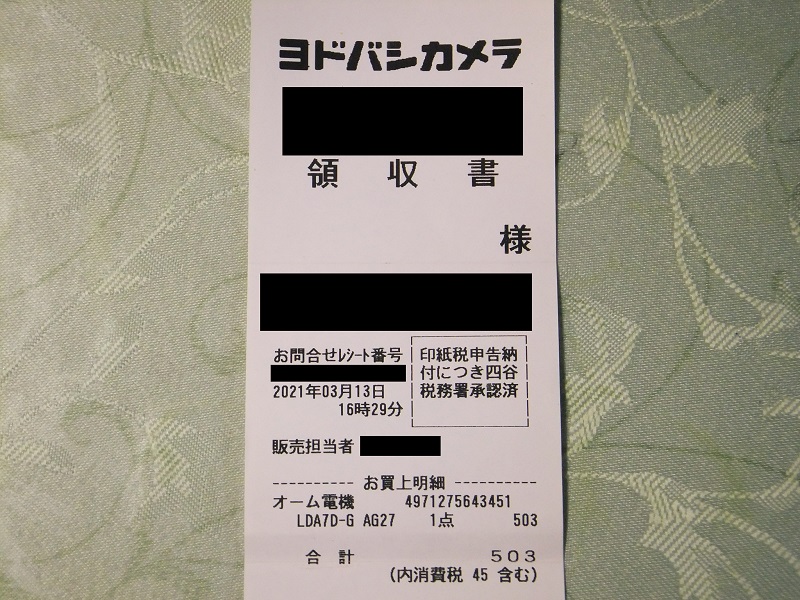 ヨドバシカメラ
領収書
様
お問合せレシート番号
2021年03月13日
16時29分
印紙税申告納
付につき四谷
税務署承認済
販売担当者
---------- お買上明細 ----------
オーム電機 4971275643451
LDA7D-G AG27 1点 503
合計 503
(内消費税 45 含む)